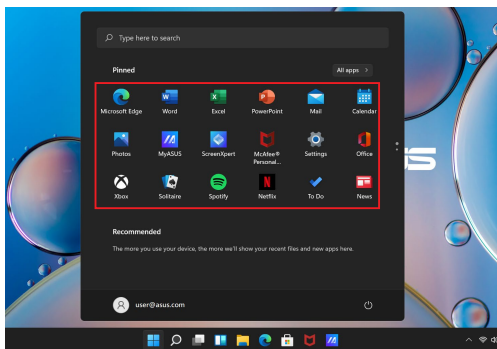 Type here to search
Pinned
All apps >
Microsoft Edge
Word
Excel
PowerPoint
Mail
Calendar
Photos
MyASUS
ScreenXpert
McAfee®
Personal...
Settings
Office
Xbox
Solitaire
Spotify
Netflix
To Do
News
Recommended
The more you use your device, the more we'll show your recent files and new apps here.
user@asus.com